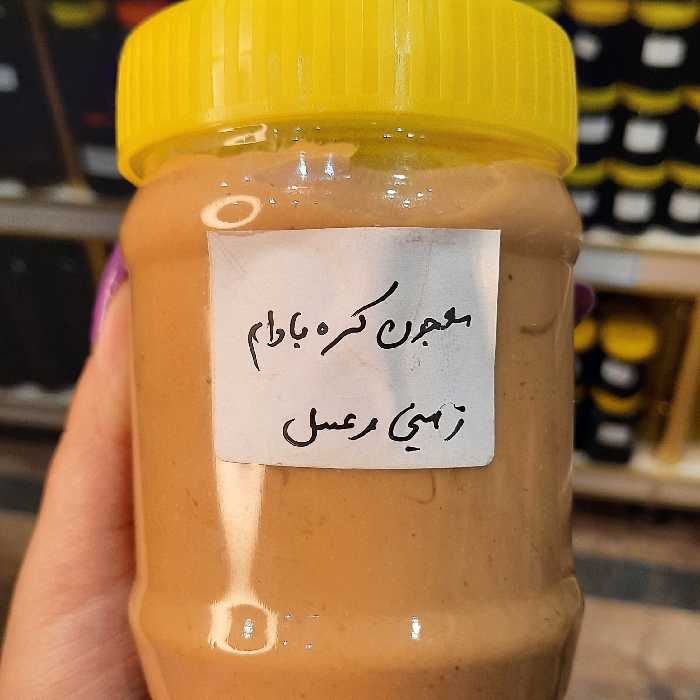 معجون کره بادام
زمینی و عسل